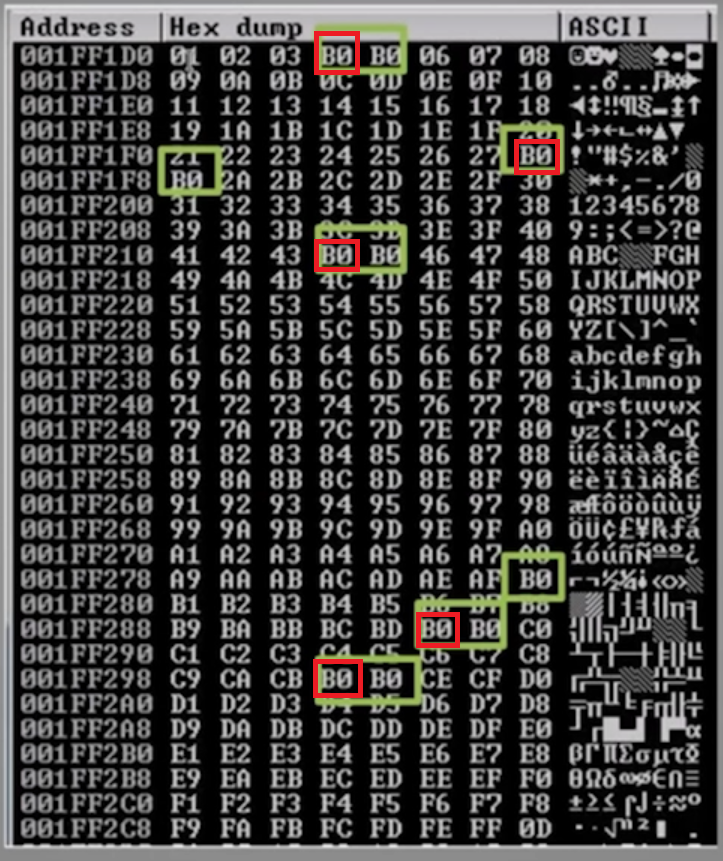 Address Hex dump ASCII
001FF1D0 01 02 03 B0 B0 06 07 08
001FF1D8 09 0A 0B 0C 0D 0E 0F 10
001FF1E0 11 12 13 14 15 16 17 18
001FF1E8 19 1A 1B 1C 1D 1E 1F 20
001FF1F0 21 22 23 24 25 26 27 B0 !"#$%&'
001FF1F8 B0 2A 2B 2C 2D 2E 2F 30 *+,-./0
001FF200 31 32 33 34 35 36 37 38 12345678
001FF208 39 3A 3B 3C 3D 3E 3F 40 9:;<=>?@
001FF210 41 42 43 B0 B0 46 47 48 ABC FGH
001FF218 49 4A 4B 4C 4D 4E 4F 50 IJKLMNOP
001FF220 51 52 53 54 55 56 57 58 QRSTUVWX
001FF228 59 5A 5B 5C 5D 5E 5F 60 YZ[\]^_`
001FF230 61 62 63 64 65 66 67 68 abcdefgh
001FF238 69 6A 6B 6C 6D 6E 6F 70 ijklmnop
001FF240 71 72 73 74 75 76 77 78 qrstuvwx
001FF248 79 7A 7B 7C 7D 7E 7F 80 yz{|}~⌂Ç
001FF250 81 82 83 84 85 86 87 88 üéâäàåçê
001FF258 89 8A 8B 8C 8D 8E 8F 90 ëèïîìÄÅÉ
001FF260 91 92 93 94 95 96 97 98 æÆôöòûùÿ
001FF268 99 9A 9B 9C 9D 9E 9F A0 ÖÜ¢£¥₧ƒá
001FF270 A1 A2 A3 A4 A5 A6 A7 A8 íóúñѪº¿
001FF278 A9 AA AB AC AD AE AF B0 ⌐¬½¼¡«»
001FF280 B1 B2 B3 B4 B5 B6 B7 B8
001FF288 B9 BA BB BC BD B0 B0 C0
001FF290 C1 C2 C3 C4 C5 C6 C7 C8
001FF298 C9 CA CB B0 B0 CE CF D0
001FF2A0 D1 D2 D3 D4 D5 D6 D7 D8
001FF2A8 D9 DA DB DC DD DE DF E0 α
001FF2B0 E1 E2 E3 E4 E5 E6 E7 E8 βΓπΣσμτΦ
001FF2B8 E9 EA EB EC ED EE EF F0 ΘΩδ∞øЄ∩≡
001FF2C0 F1 F2 F3 F4 F5 F6 F7 F8 ±≥≤⌠⌡÷≈°
001FF2C8 F9 FA FB FC FD FE FF 0D ··√ⁿ²■ .